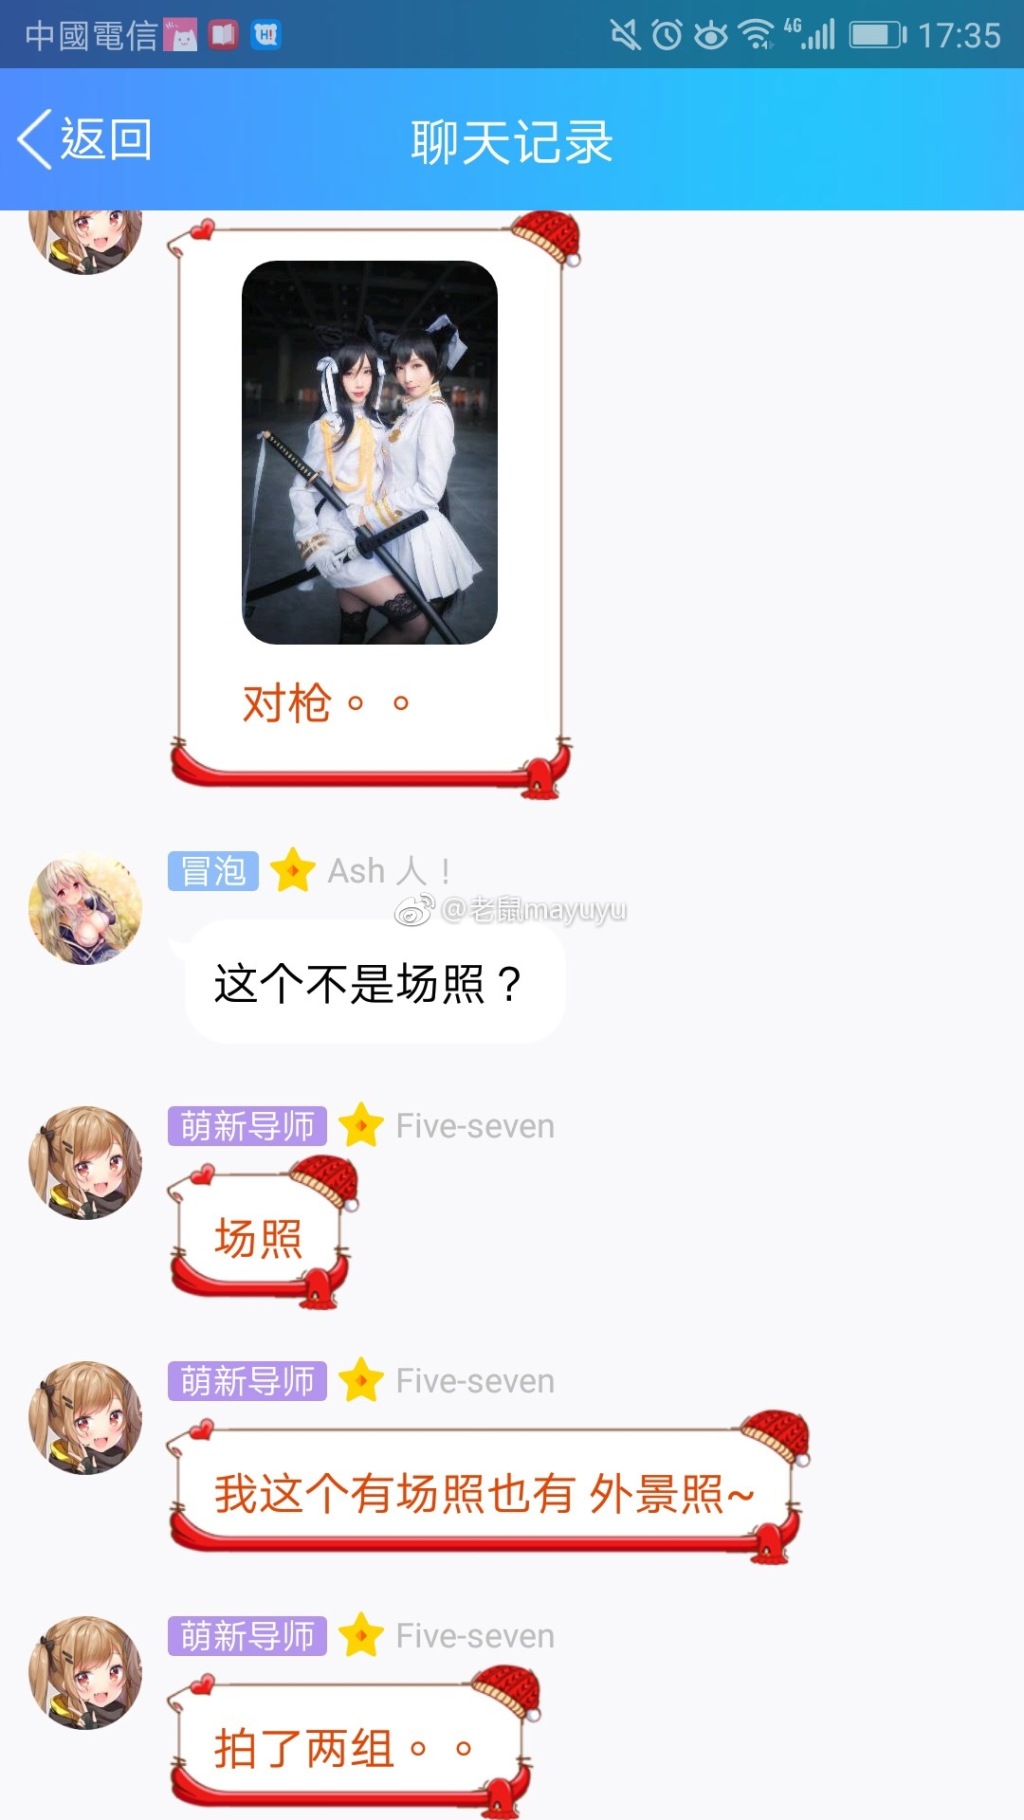 中國電信
Hi
H!
4G
17:35
返回
聊天记录
对枪。。
冒泡 Ash 人！
@老鼠mayuyu
这个不是场照？
萌新导师 Five-seven
场照
萌新导师 Five-seven
我这个有场照也有 外景照~
萌新导师 Five-seven
拍了两组。。